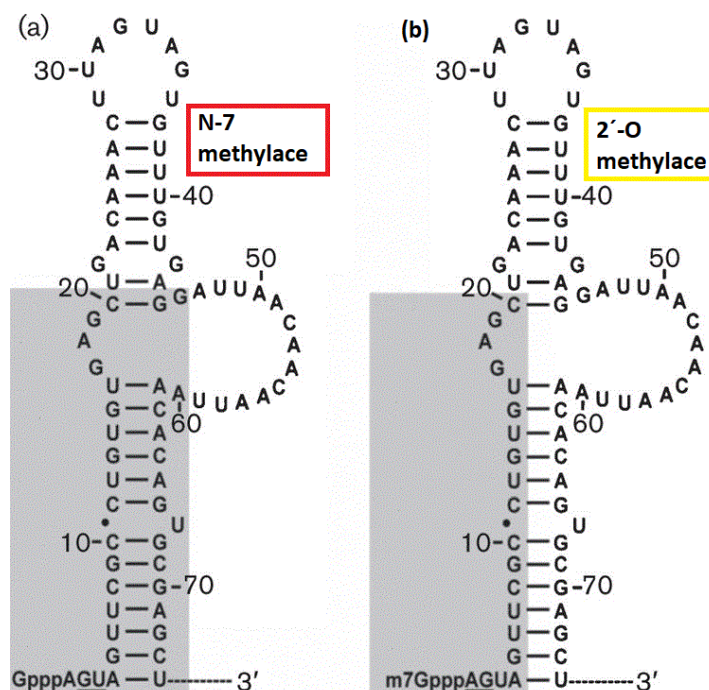 (a)
A G U A
30-U G
U U
C — G
A — U
A — U
A — U -40
C — G
A — U
G G
U — A
50
20 C — G G A U U A A
G C
A A
G A
U — A A C
G — C 60 U U A A
U — A
G — C
U — A
C — G
• U
10-C — G
G — C
C — G -70
U — A
U — G
G — C
GpppAGUA — U ---------- 3′
N-7
methylace
(b)
A G U A
30-U G
U U
C — G
A — U
A — U
A — U -40
C — G
A — U
G G
U — A
50
20 C — G G A U U A A
G C
A A
G A
U — A A C
G — C 60 U U A A
U — A
G — C
U — A
C — G
• U
10-C — G
G — C
C — G -70
U — A
U — G
G — C
m7GpppAGUA — U ---------- 3′
2´-O
methylace